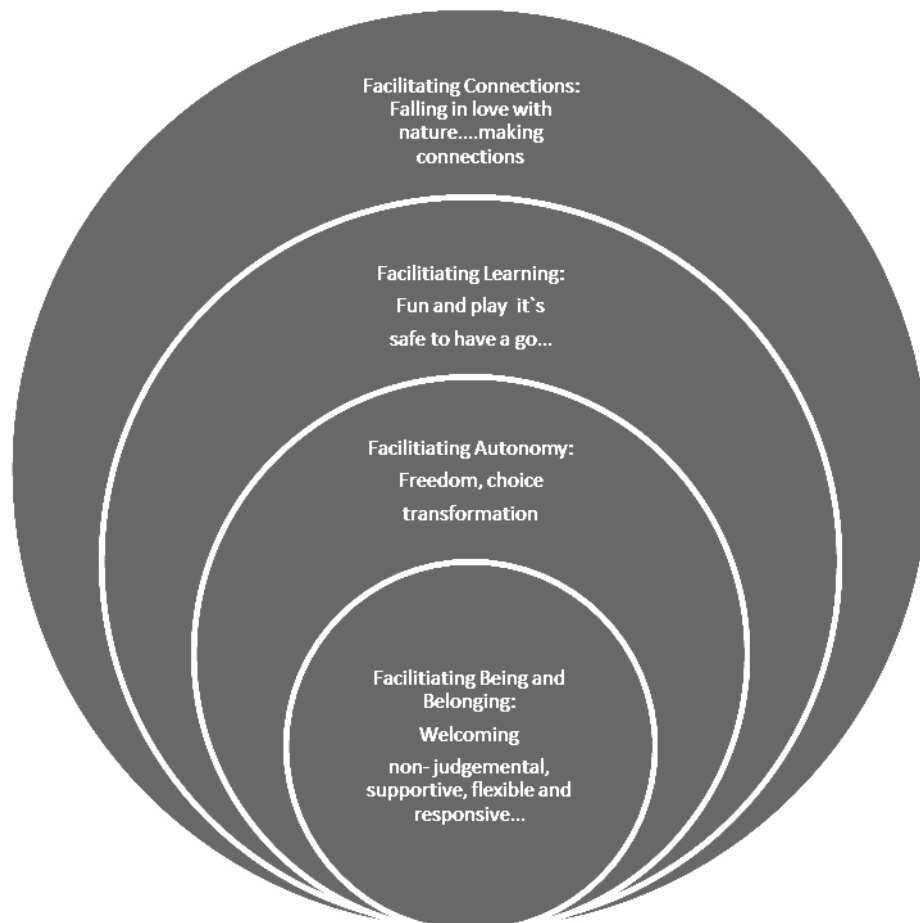 Facilitating Connections:
Falling in love with
nature....making
connections
Facilitiating Learning:
Fun and play it`s
safe to have a go...
Facilitiating Autonomy:
Freedom, choice
transformation
Facilitiating Being and
Belonging:
Welcoming
non- judgemental,
supportive, flexible and
responsive...